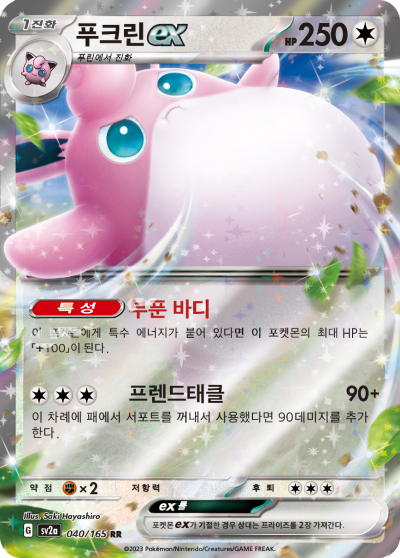 1진화
푸크린ex
HP 250
푸린에서 진화
특성 두푼 바디
이 포켓몬에게 특수 에너지가 붙어 있다면 이 포켓몬의 최대 HP는
「+100」이 된다.
프렌드태클 90+
이 차례에 패에서 서포트를 꺼내서 사용했다면 90데미지를 추가
한다.
약점 ×2 저항력 후퇴
Illus. Saki Hayashiro
G sv2a 040/165 RR
ex룰
포켓몬 ex가 기절한 경우 상대는 프라이즈를 2장 가져간다.
©2023 Pokémon/Nintendo/Creatures/GAME FREAK.